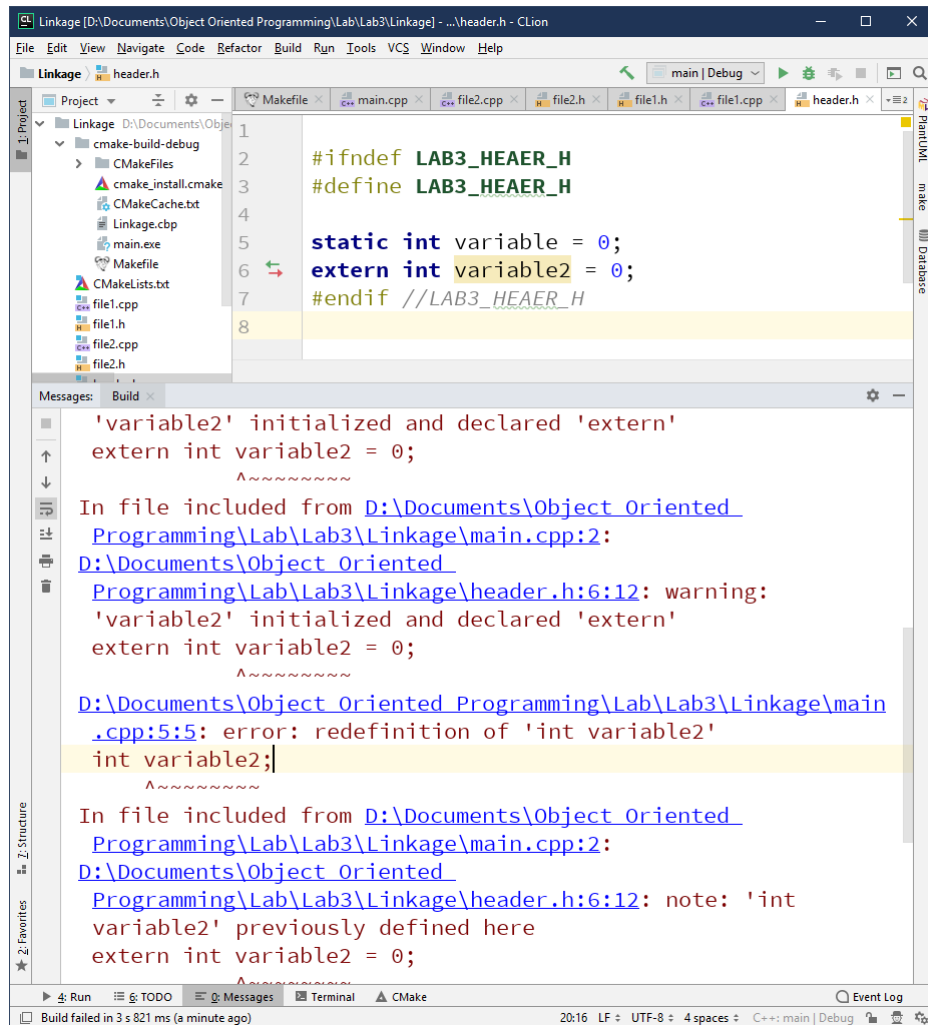 Linkage [D:\Documents\Object Oriented Programming\Lab\Lab3\Linkage] - ...\header.h - CLion
File Edit View Navigate Code Refactor Build Run Tools VCS Window Help
Linkage header.h main | Debug
Project Makefile main.cpp file2.cpp file2.h file1.h file1.cpp header.h 2
1: Project
Linkage D:\Documents\Obje
cmake-build-debug
CMakeFiles
cmake_install.cmake
CMakeCache.txt
Linkage.cbp
main.exe
Makefile
CMakeLists.txt
file1.cpp
file1.h
file2.cpp
file2.h
1
2 #ifndef LAB3_HEAER_H
3 #define LAB3_HEAER_H
4
5 static int variable = 0;
6 extern int variable2 = 0;
7 #endif //LAB3_HEAER_H
8
PlantUML
make
Database
Messages: Build
'variable2' initialized and declared 'extern'
extern int variable2 = 0;
^~~~~~~~~
In file included from D:\Documents\Object Oriented
Programming\Lab\Lab3\Linkage\main.cpp:2:
D:\Documents\Object Oriented
Programming\Lab\Lab3\Linkage\header.h:6:12: warning:
'variable2' initialized and declared 'extern'
extern int variable2 = 0;
^~~~~~~~~
D:\Documents\Object Oriented Programming\Lab\Lab3\Linkage\main
.cpp:5:5: error: redefinition of 'int variable2'
int variable2;
^~~~~~~~~
In file included from D:\Documents\Object Oriented
Programming\Lab\Lab3\Linkage\main.cpp:2:
D:\Documents\Object Oriented
Programming\Lab\Lab3\Linkage\header.h:6:12: note: 'int
variable2' previously defined here
extern int variable2 = 0;
^~~~~~~~~
7: Structure
2: Favorites
4: Run 6: TODO 0: Messages Terminal CMake Event Log
Build failed in 3 s 821 ms (a minute ago) 20:16 LF UTF-8 4 spaces C++: main | Debug